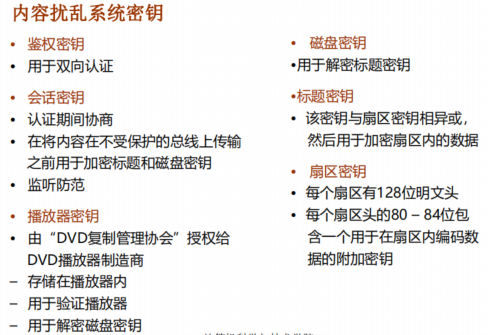 内容扰乱系统密钥
• 鉴权密钥
• 用于双向认证
• 会话密钥
• 认证期间协商
• 在将内容在不受保护的总线上传输
之前用于加密标题和磁盘密钥
• 监听防范
• 播放器密钥
• 由“DVD复制管理协会”授权给
DVD播放器制造商
– 存储在播放器内
– 用于验证播放器
– 用于解密磁盘密钥
• 磁盘密钥
•用于解密标题密钥
•标题密钥
• 该密钥与扇区密钥相异或，
然后用于加密扇区内的数据
• 扇区密钥
• 每个扇区有128位明文头
• 每个扇区头的80 – 84位包
含一个用于在扇区内编码数
据的附加密钥